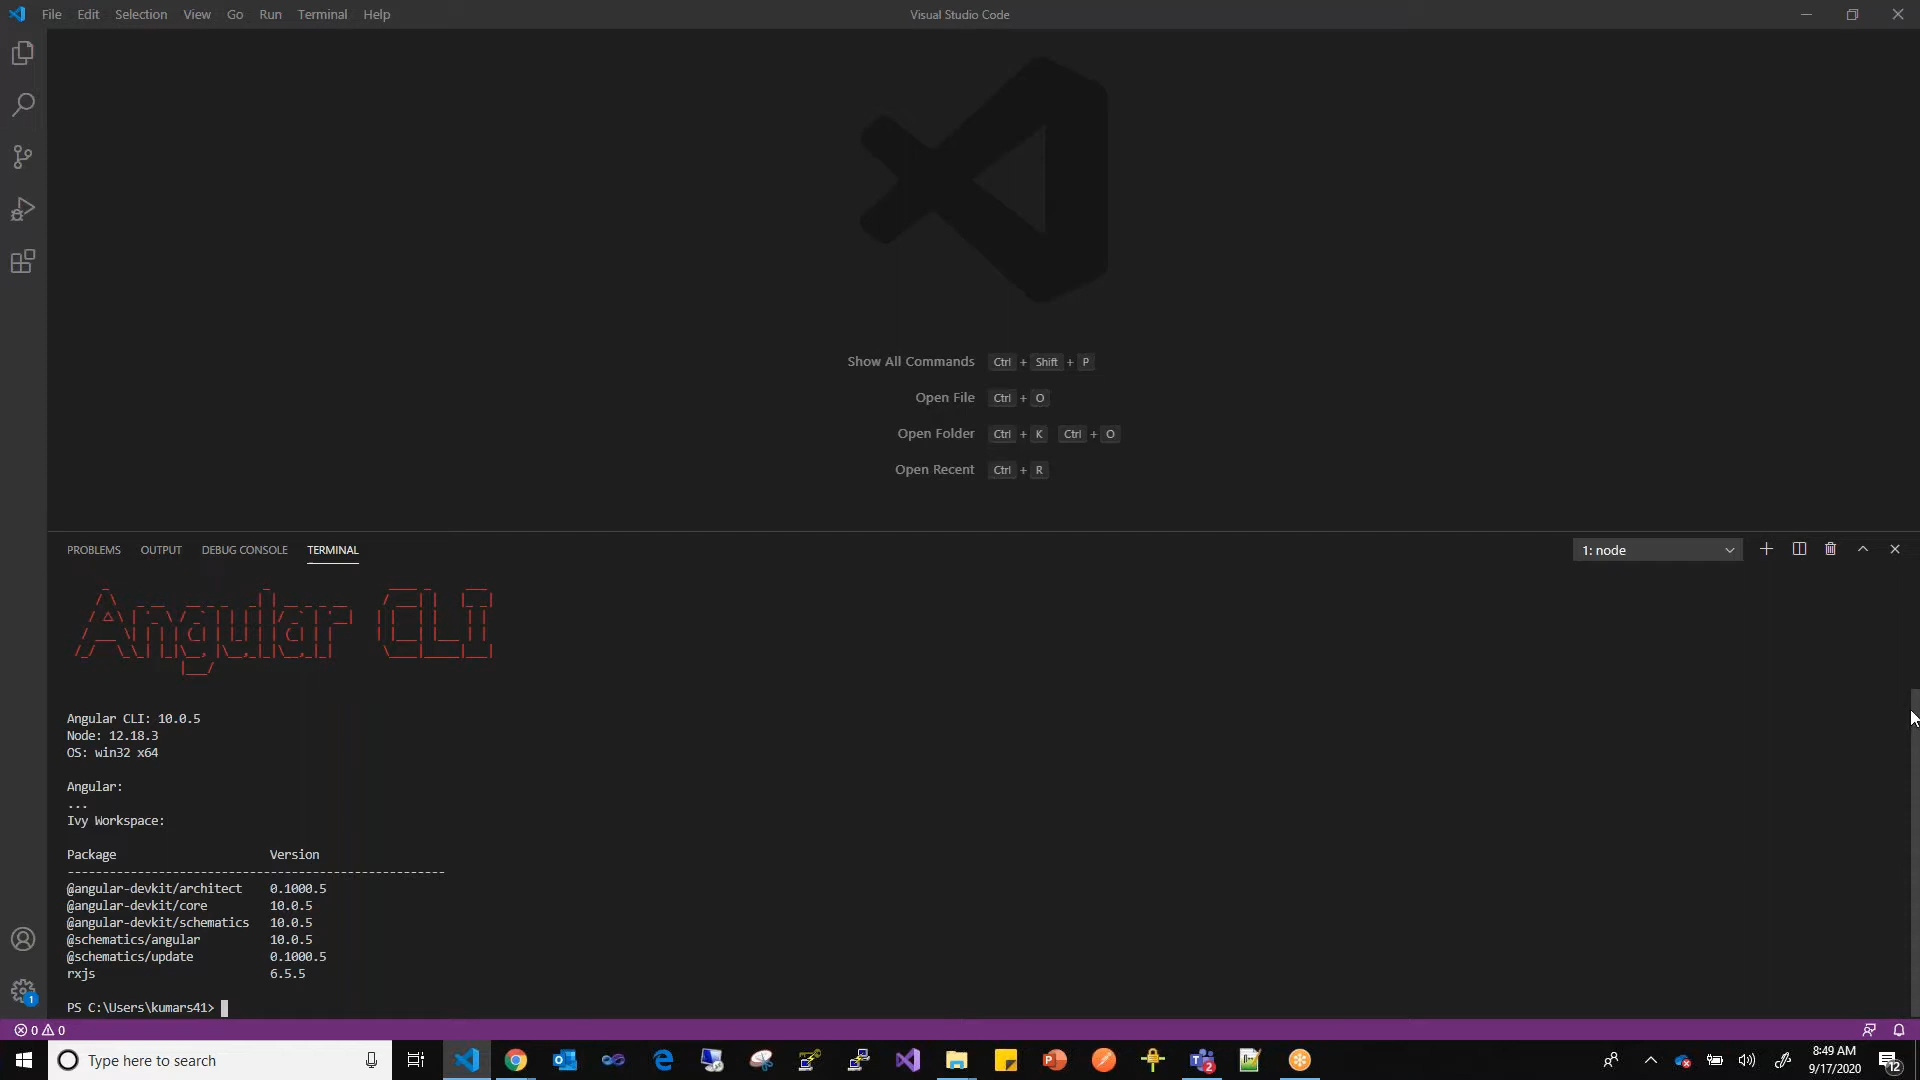 File Edit Selection View Go Run Terminal Help
Visual Studio Code
Show All Commands Ctrl + Shift + P
Open File Ctrl + O
Open Folder Ctrl + K Ctrl + O
Open Recent Ctrl + R
PROBLEMS OUTPUT DEBUG CONSOLE TERMINAL
1: node
Angular CLI
Angular CLI: 10.0.5
Node: 12.18.3
OS: win32 x64
Angular:
...
Ivy Workspace:
Package Version
------------------------------------------------------
@angular-devkit/architect 0.1000.5
@angular-devkit/core 10.0.5
@angular-devkit/schematics 10.0.5
@schematics/angular 10.0.5
@schematics/update 0.1000.5
rxjs 6.5.5
PS C:\Users\kumars41>
1
0 0
Type here to search
2
8:49 AM
9/17/2020
12